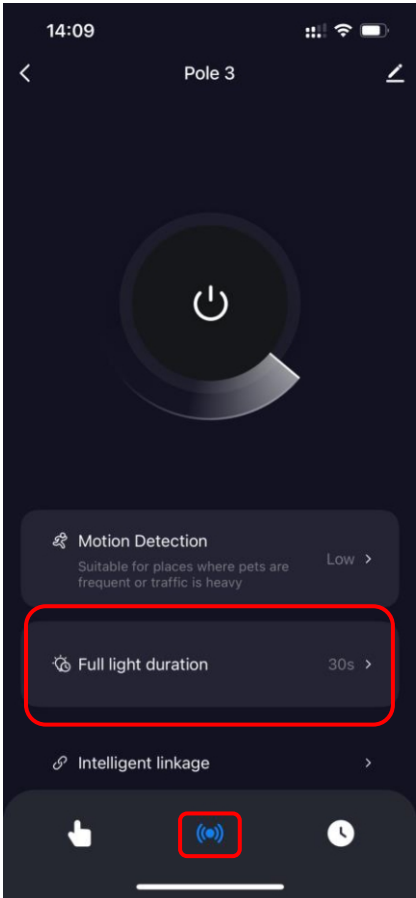 14:09
Pole 3
Motion Detection
Suitable for places where pets are
frequent or traffic is heavy
Low
Full light duration
30s
Intelligent linkage